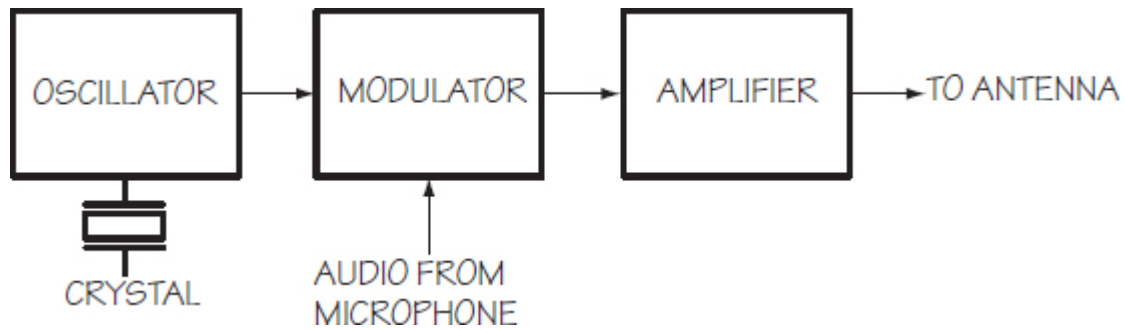 OSCILLATOR
MODULATOR
AMPLIFIER
TO ANTENNA
CRYSTAL
AUDIO FROM
MICROPHONE